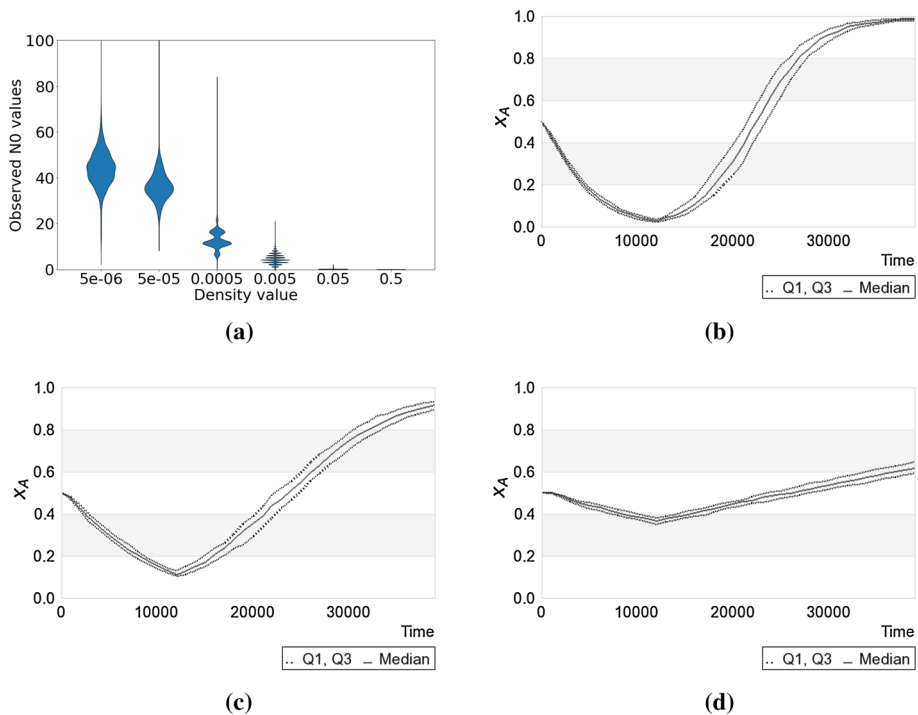 100
80
60
40
20
0
Observed N0 values
5e-06 5e-05 0.0005 0.005 0.05 0.5
Density value
(a)
1.0
0.8
0.6
0.4
0.2
0.0
xA
0 10000 20000 30000
Time
.. Q1, Q3 _ Median
(b)
1.0
0.8
0.6
0.4
0.2
0.0
xA
0 10000 20000 30000
Time
.. Q1, Q3 _ Median
(c)
1.0
0.8
0.6
0.4
0.2
0.0
xA
0 10000 20000 30000
Time
.. Q1, Q3 _ Median
(d)